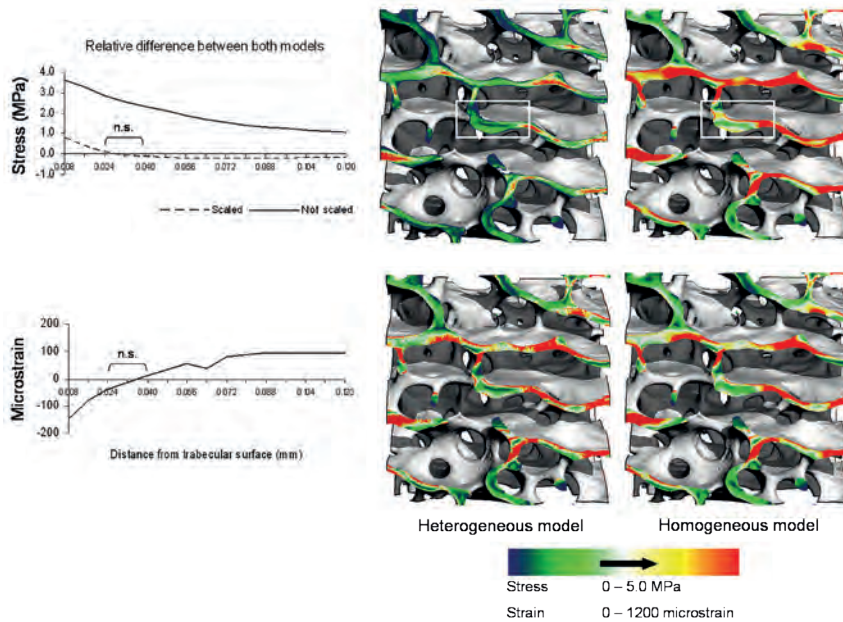 Relative difference between both models
Stress (MPa)
4.0
3.0
2.0
1.0
0.0
-1.0
n.s.
0.008 0.024 0.040 0.056 0.072 0.088 0.104 0.120
Scaled Not scaled
Microstrain
200
100
0
-100
-200
n.s.
0.008 0.024 0.040 0.056 0.072 0.088 0.104 0.120
Distance from trabecular surface (mm)
Heterogeneous model Homogeneous model
Stress 0 – 5.0 MPa
Strain 0 – 1200 microstrain